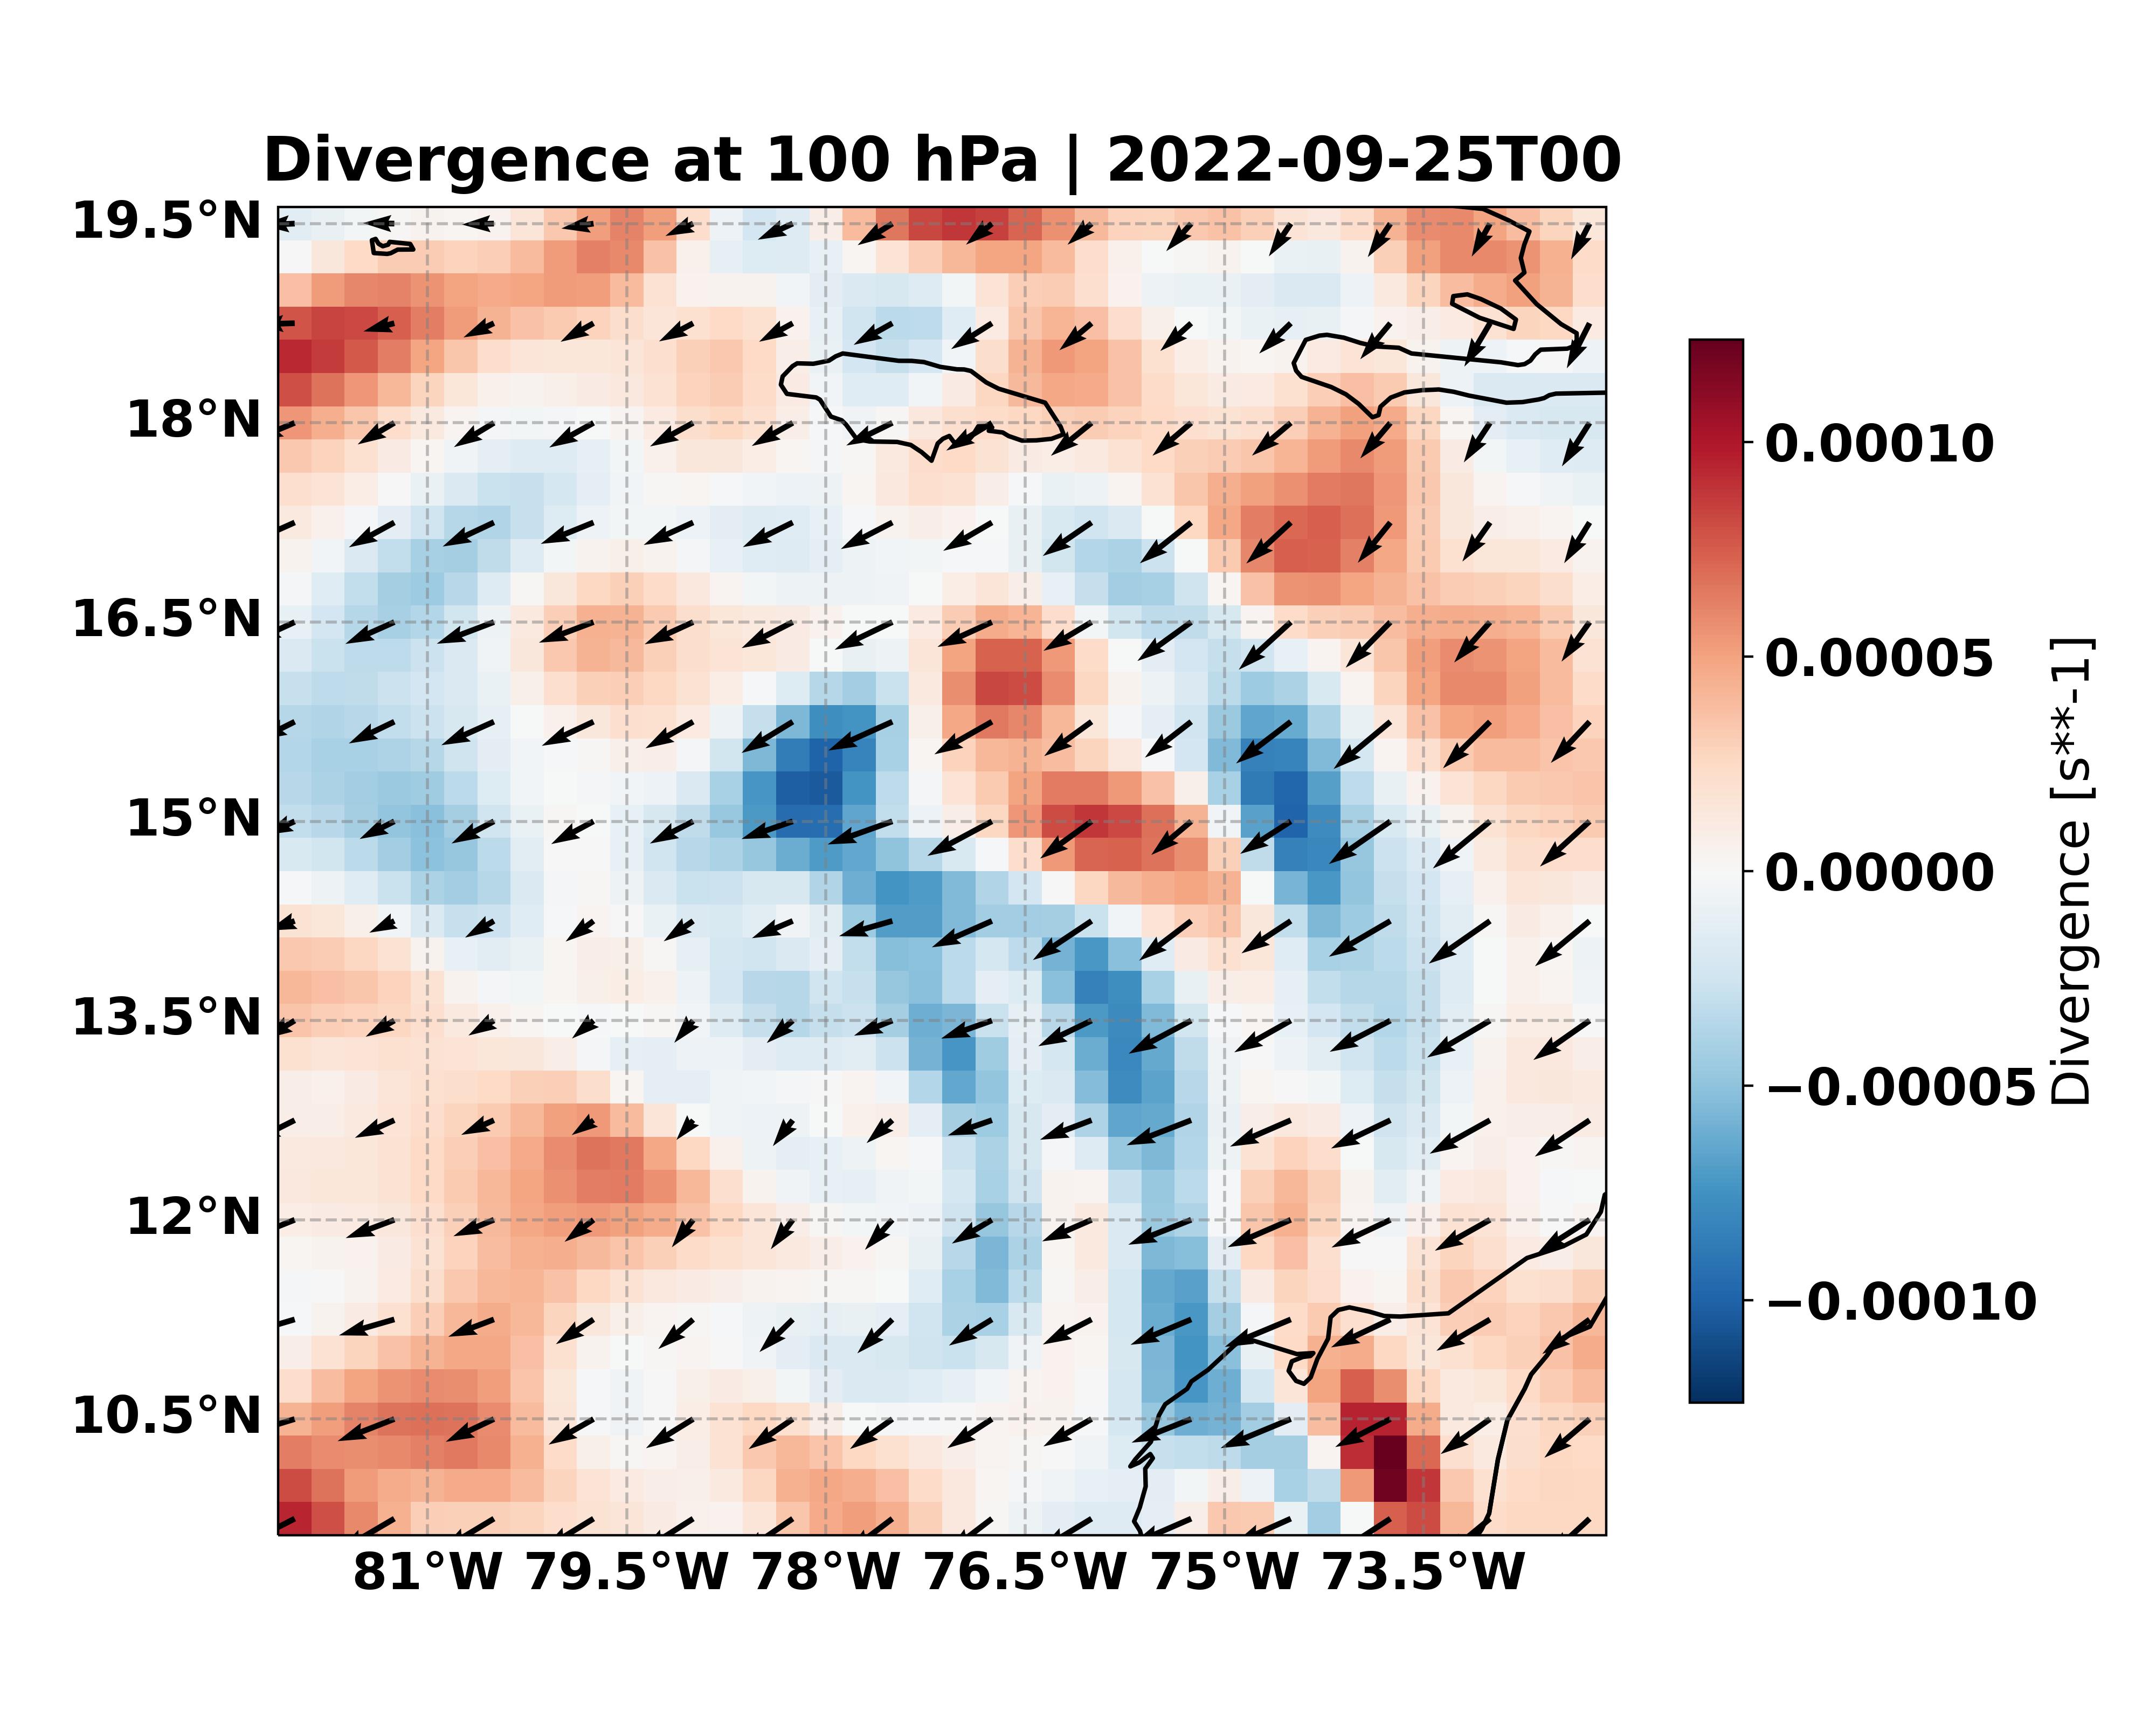 Divergence at 100 hPa | 2022-09-25T00
19.5°N
18°N
16.5°N
15°N
13.5°N
12°N
10.5°N
81°W 79.5°W 78°W 76.5°W 75°W 73.5°W
0.00010
0.00005
0.00000
−0.00005
−0.00010
Divergence [s**-1]